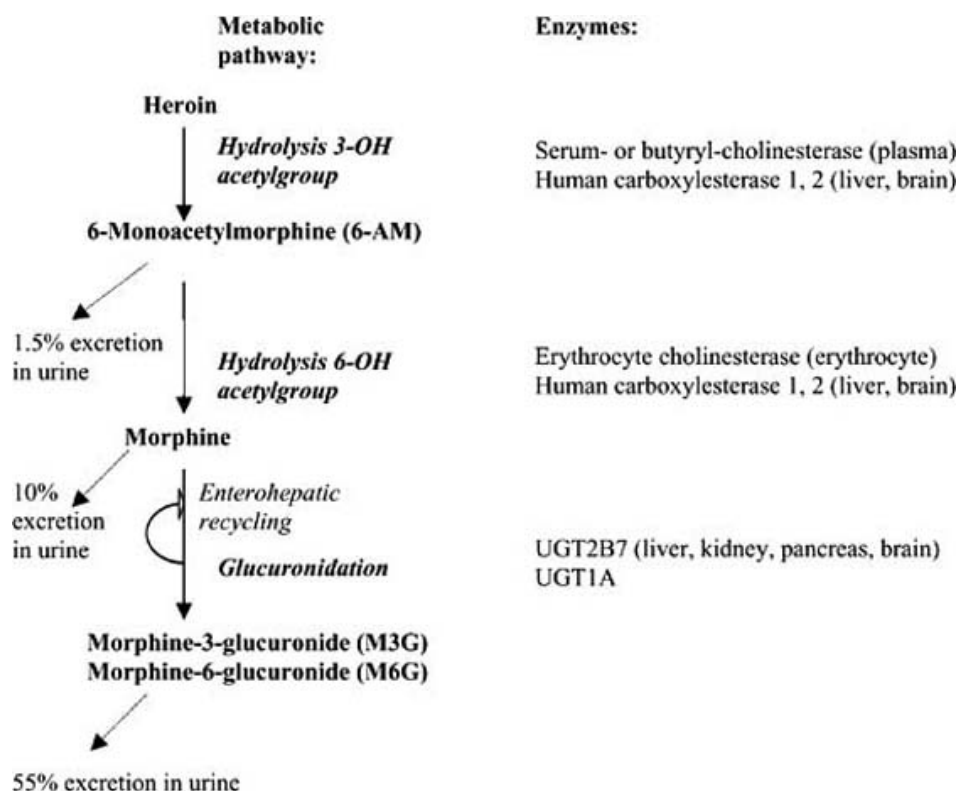 Metabolic
pathway:
Enzymes:
Heroin
Hydrolysis 3-OH
acetylgroup
Serum- or butyryl-cholinesterase (plasma)
Human carboxylesterase 1, 2 (liver, brain)
6-Monoacetylmorphine (6-AM)
1.5% excretion
in urine
Hydrolysis 6-OH
acetylgroup
Erythrocyte cholinesterase (erythrocyte)
Human carboxylesterase 1, 2 (liver, brain)
Morphine
10%
excretion
in urine
Enterohepatic
recycling
Glucuronidation
UGT2B7 (liver, kidney, pancreas, brain)
UGT1A
Morphine-3-glucuronide (M3G)
Morphine-6-glucuronide (M6G)
55% excretion in urine